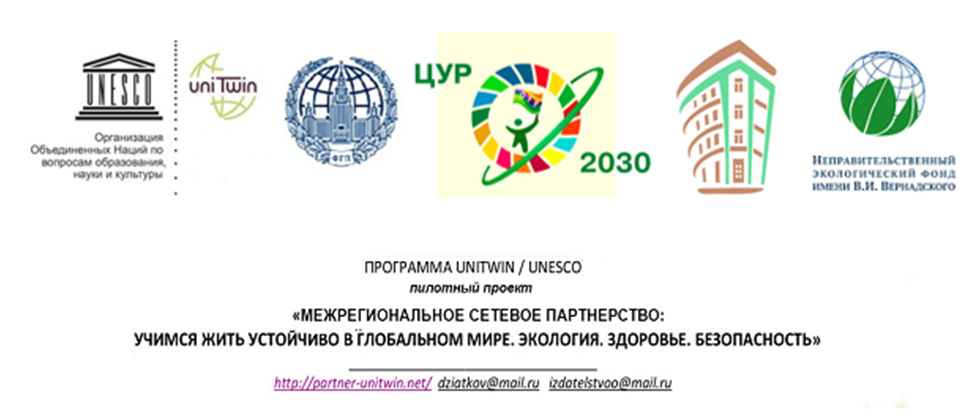 UNESCO
uniTwin
Организация
Объединенных Наций по
вопросам образования,
науки и культуры
ФГП
ЦУР
2030
НЕПРАВИТЕЛЬСТВЕННЫЙ
ЭКОЛОГИЧЕСКИЙ ФОНД
ИМЕНИ В.И. ВЕРНАДСКОГО
ПРОГРАММА UNITWIN / UNESCO
пилотный проект
«МЕЖРЕГИОНАЛЬНОЕ СЕТЕВОЕ ПАРТНЕРСТВО:
УЧИМСЯ ЖИТЬ УСТОЙЧИВО В ГЛОБАЛЬНОМ МИРЕ. ЭКОЛОГИЯ. ЗДОРОВЬЕ. БЕЗОПАСНОСТЬ»
http://partner-unitwin.net/ dziatkov@mail.ru izdatelstvoo@mail.ru